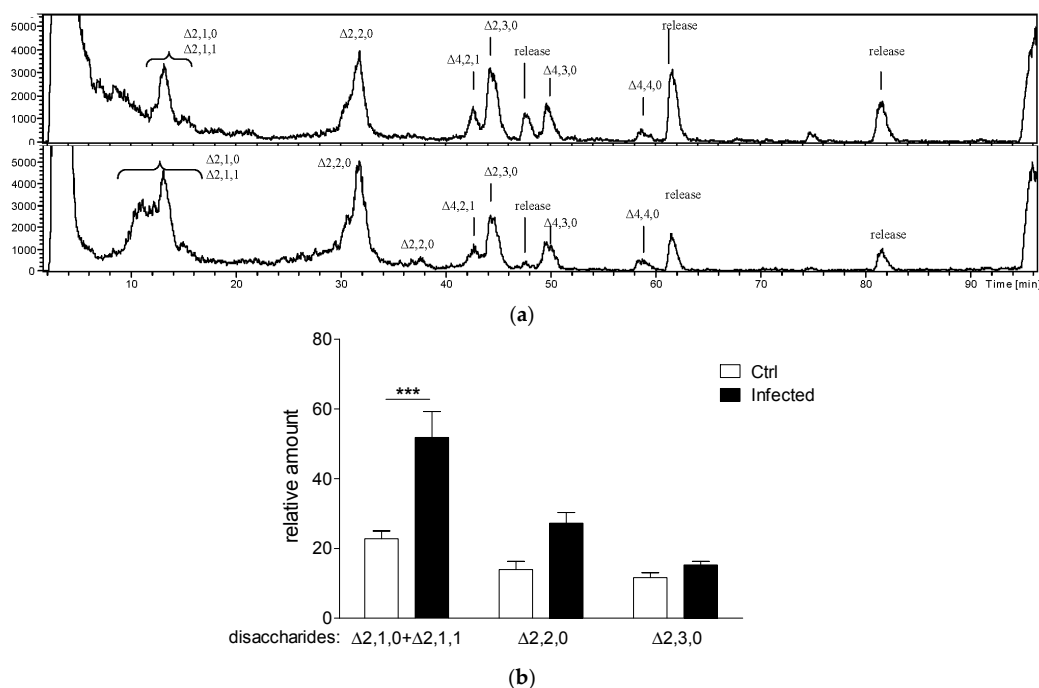 5000
4000
3000
2000
1000
0
Δ2,1,0
Δ2,1,1
Δ2,2,0
Δ4,2,1
Δ2,3,0
release
Δ4,3,0
Δ4,4,0
release
release
5000
4000
3000
2000
1000
0
Δ2,1,0
Δ2,1,1
Δ2,2,0
Δ2,2,0
Δ4,2,1
Δ2,3,0
release
Δ4,3,0
Δ4,4,0
release
release
10 20 30 40 50 60 70 80 90 Time [min]
(a)
80
60
40
20
0
relative amount
***
Ctrl
Infected
disaccharides: Δ2,1,0+Δ2,1,1 Δ2,2,0 Δ2,3,0
(b)